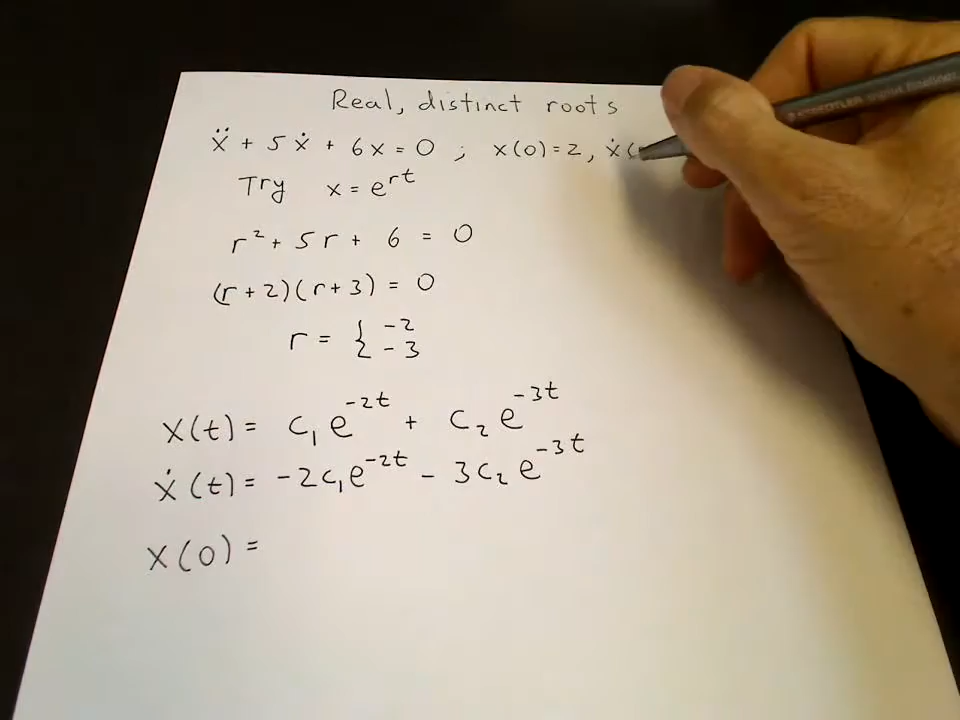 Real, distinct roots
ẍ + 5ẋ + 6x = 0 ; x(0) = 2, ẋ(
Try x = e^{rt}
r² + 5r + 6 = 0
(r + 2)(r + 3) = 0
r = { -2
-3
x(t) = c₁e^{-2t} + c₂e^{-3t}
ẋ(t) = -2c₁e^{-2t} - 3c₂e^{-3t}
x(0) =
STAEDTLER